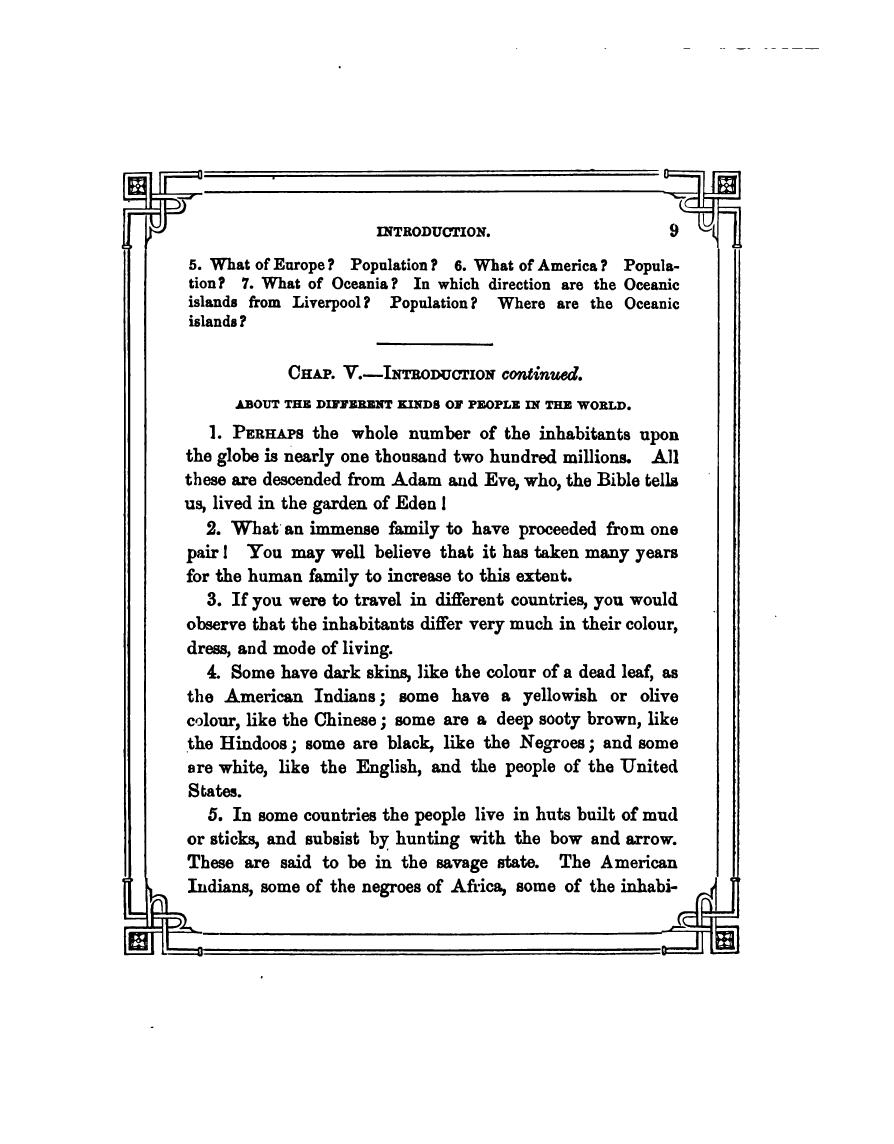 INTRODUCTION. 9
5. What of Europe? Population? 6. What of America? Popula-
tion? 7. What of Oceania? In which direction are the Oceanic
islands from Liverpool? Population? Where are the Oceanic
islands?
CHAP. V.—INTRODUCTION continued.
ABOUT THE DIFFERENT KINDS OF PEOPLE IN THE WORLD.
1. PERHAPS the whole number of the inhabitants upon
the globe is nearly one thousand two hundred millions. All
these are descended from Adam and Eve, who, the Bible tells
us, lived in the garden of Eden!
2. What an immense family to have proceeded from one
pair! You may well believe that it has taken many years
for the human family to increase to this extent.
3. If you were to travel in different countries, you would
observe that the inhabitants differ very much in their colour,
dress, and mode of living.
4. Some have dark skins, like the colour of a dead leaf, as
the American Indians; some have a yellowish or olive
colour, like the Chinese; some are a deep sooty brown, like
the Hindoos; some are black, like the Negroes; and some
are white, like the English, and the people of the United
States.
5. In some countries the people live in huts built of mud
or sticks, and subsist by hunting with the bow and arrow.
These are said to be in the savage state. The American
Indians, some of the negroes of Africa, some of the inhabi-